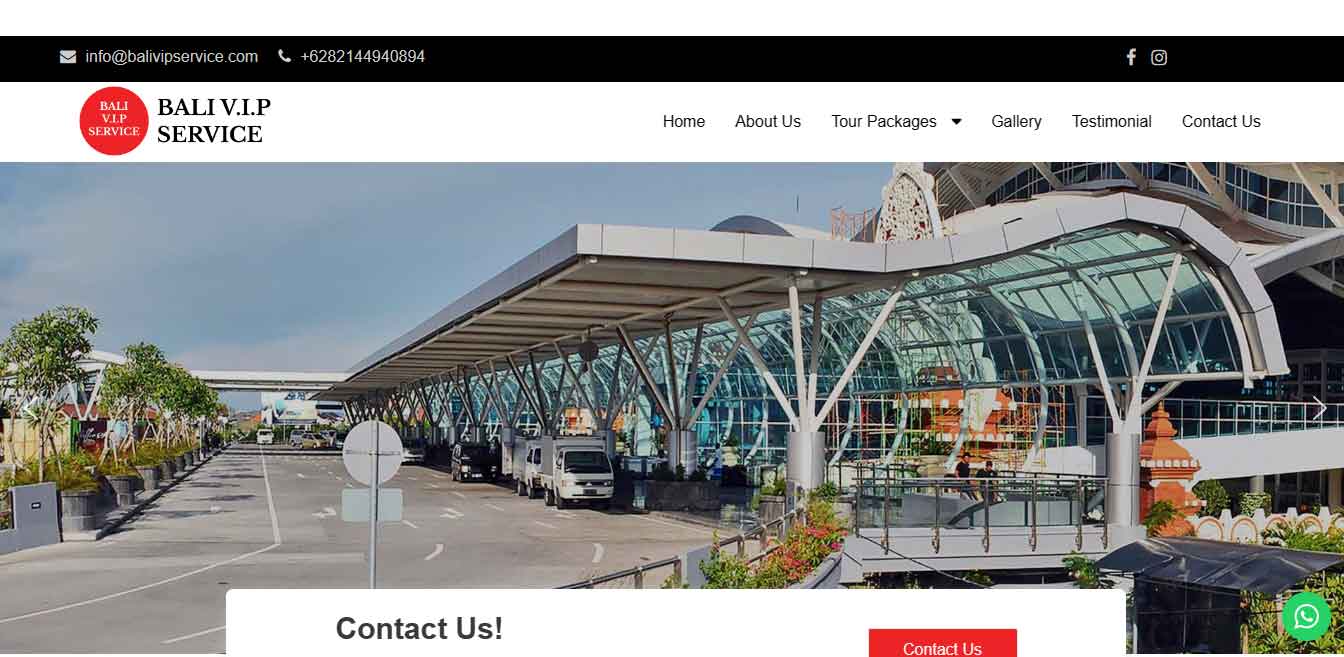 info@balivipservice.com +6282144940894
BALI
V.I.P
SERVICE
BALI V.I.P
SERVICE
Home About Us Tour Packages Gallery Testimonial Contact Us
Contact Us!
Contact Us